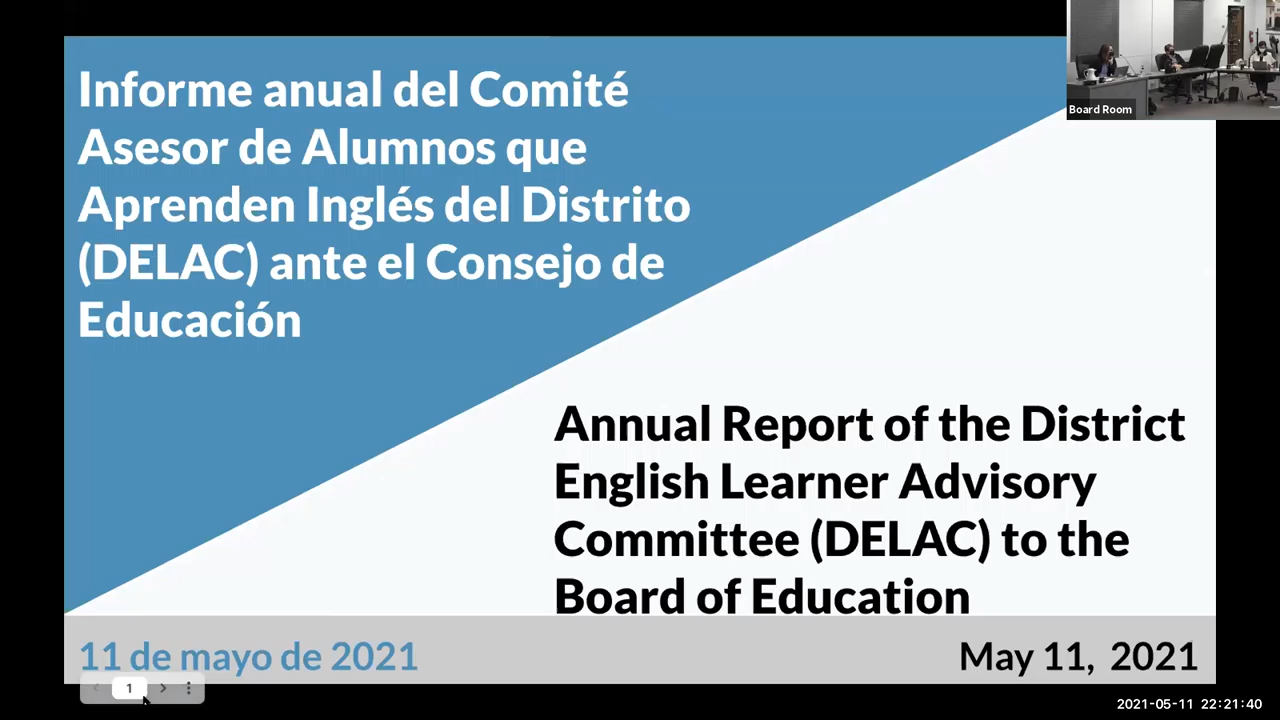 Informe anual del Comité
Asesor de Alumnos que
Aprenden Inglés del Distrito
(DELAC) ante el Consejo de
Educación
Board Room
Annual Report of the District
English Learner Advisory
Committee (DELAC) to the
Board of Education
11 de mayo de 2021
May 11, 2021
1
2021-05-11 22:21:40